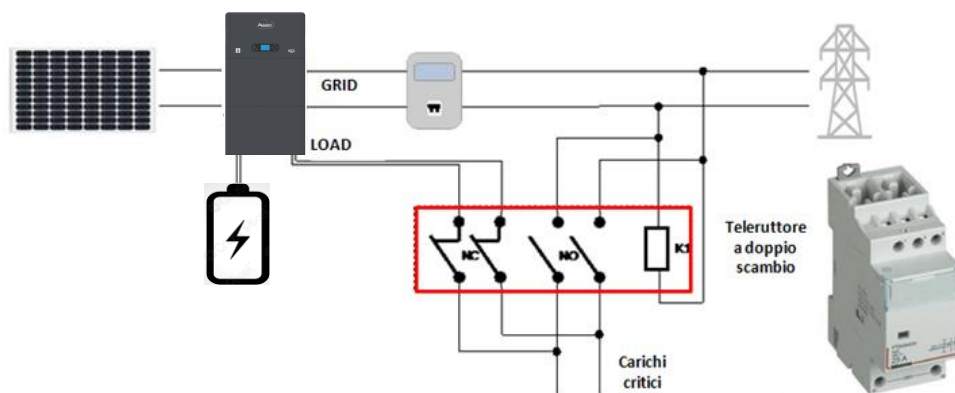 GRID
LOAD
NC
NO
K1
Teleruttore
a doppio
scambio
Carichi
critici